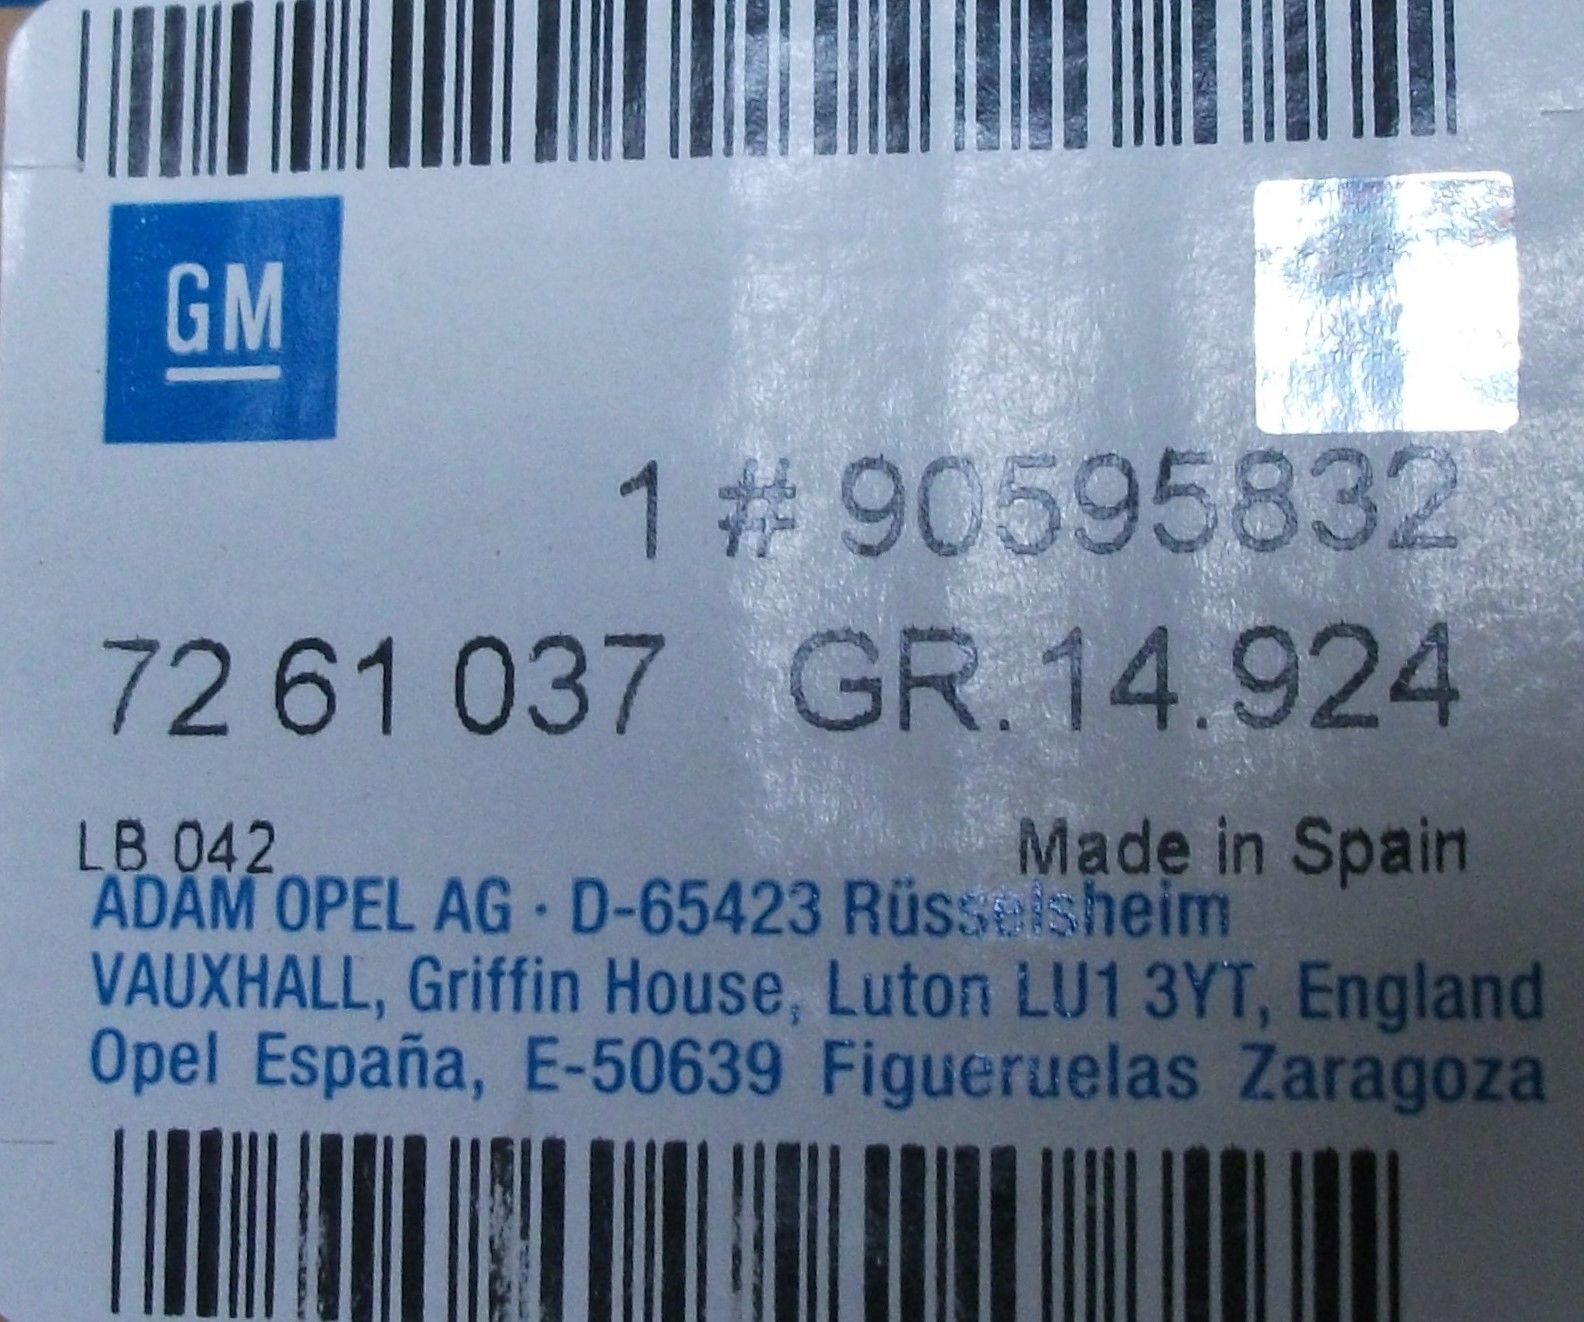 GM
1 # 90595832
72 61 037 GR. 14.924
LB 042 Made in Spain
ADAM OPEL AG · D-65423 Rüsselsheim
VAUXHALL, Griffin House, Luton LU1 3YT, England
Opel España, E-50639 Figueruelas Zaragoza